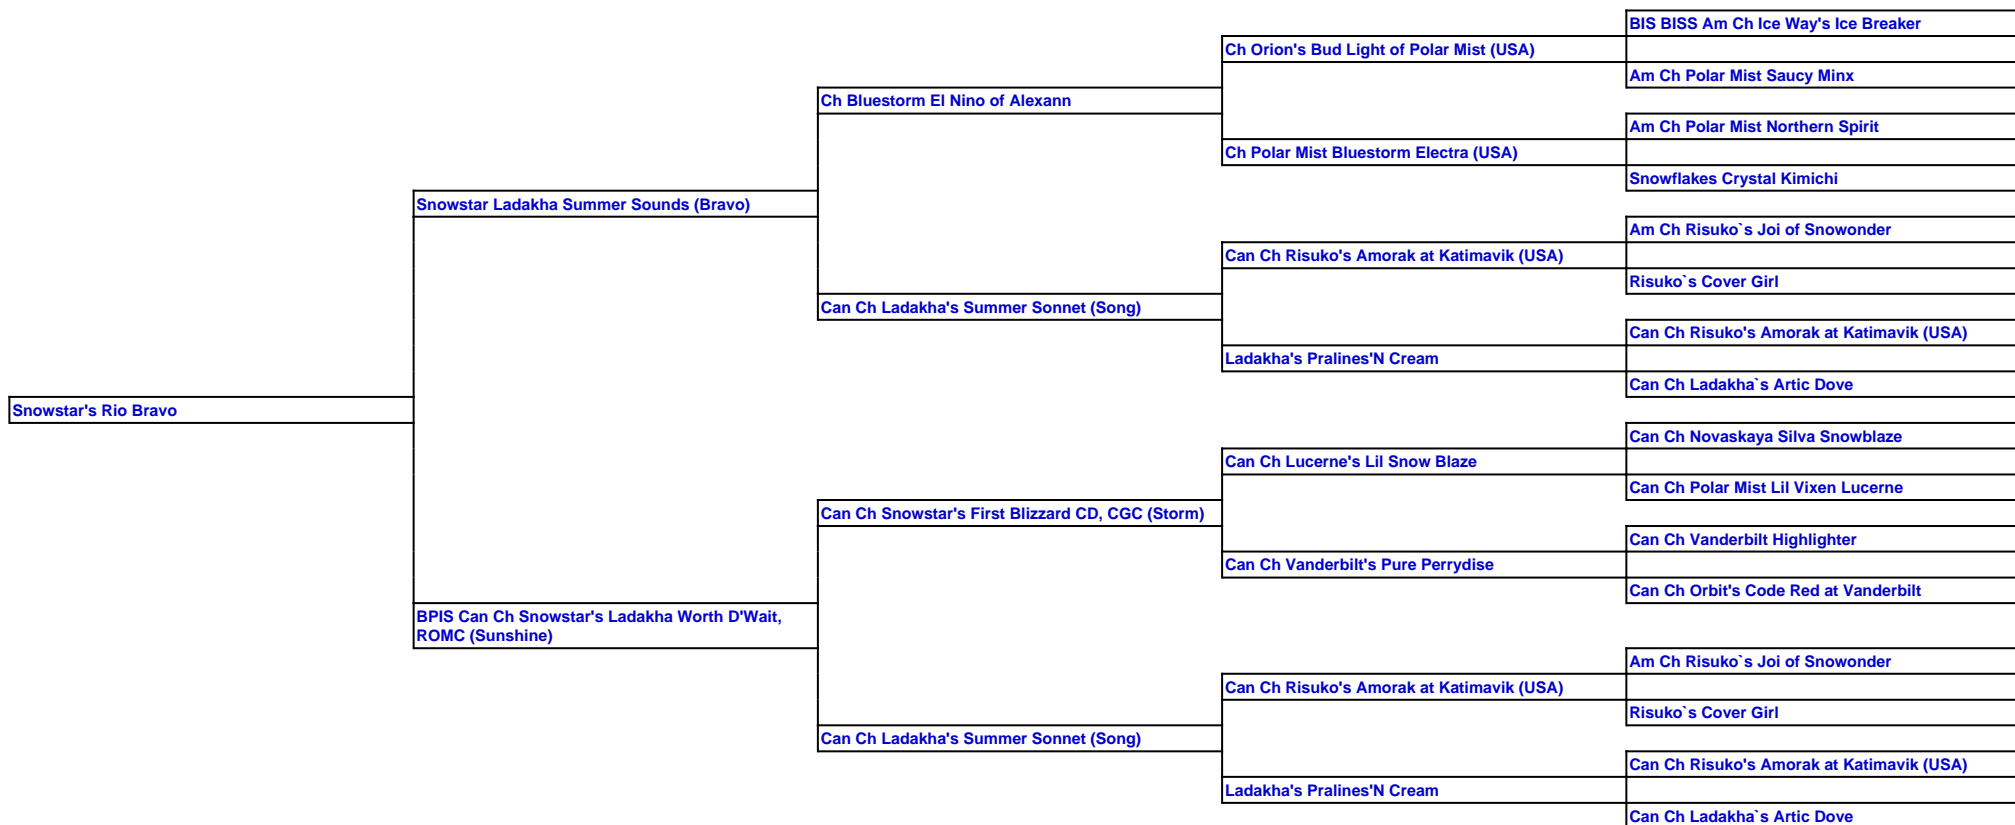 BIS BISS Am Ch Ice Way's Ice Breaker
Ch Orion's Bud Light of Polar Mist (USA)
Am Ch Polar Mist Saucy Minx
Ch Bluestorm El Nino of Alexann
Am Ch Polar Mist Northern Spirit
Ch Polar Mist Bluestorm Electra (USA)
Snowflakes Crystal Kimichi
Snowstar Ladakha Summer Sounds (Bravo)
Am Ch Risuko`s Joi of Snowonder
Can Ch Risuko's Amorak at Katimavik (USA)
Risuko`s Cover Girl
Can Ch Ladakha's Summer Sonnet (Song)
Can Ch Risuko's Amorak at Katimavik (USA)
Ladakha's Pralines'N Cream
Can Ch Ladakha`s Artic Dove
Snowstar's Rio Bravo
Can Ch Novaskaya Silva Snowblaze
Can Ch Lucerne's Lil Snow Blaze
Can Ch Polar Mist Lil Vixen Lucerne
Can Ch Snowstar's First Blizzard CD, CGC (Storm)
Can Ch Vanderbilt Highlighter
Can Ch Vanderbilt's Pure Perrydise
Can Ch Orbit's Code Red at Vanderbilt
BPIS Can Ch Snowstar's Ladakha Worth D'Wait,
ROMC (Sunshine)
Am Ch Risuko`s Joi of Snowonder
Can Ch Risuko's Amorak at Katimavik (USA)
Risuko`s Cover Girl
Can Ch Ladakha's Summer Sonnet (Song)
Can Ch Risuko's Amorak at Katimavik (USA)
Ladakha's Pralines'N Cream
Can Ch Ladakha`s Artic Dove